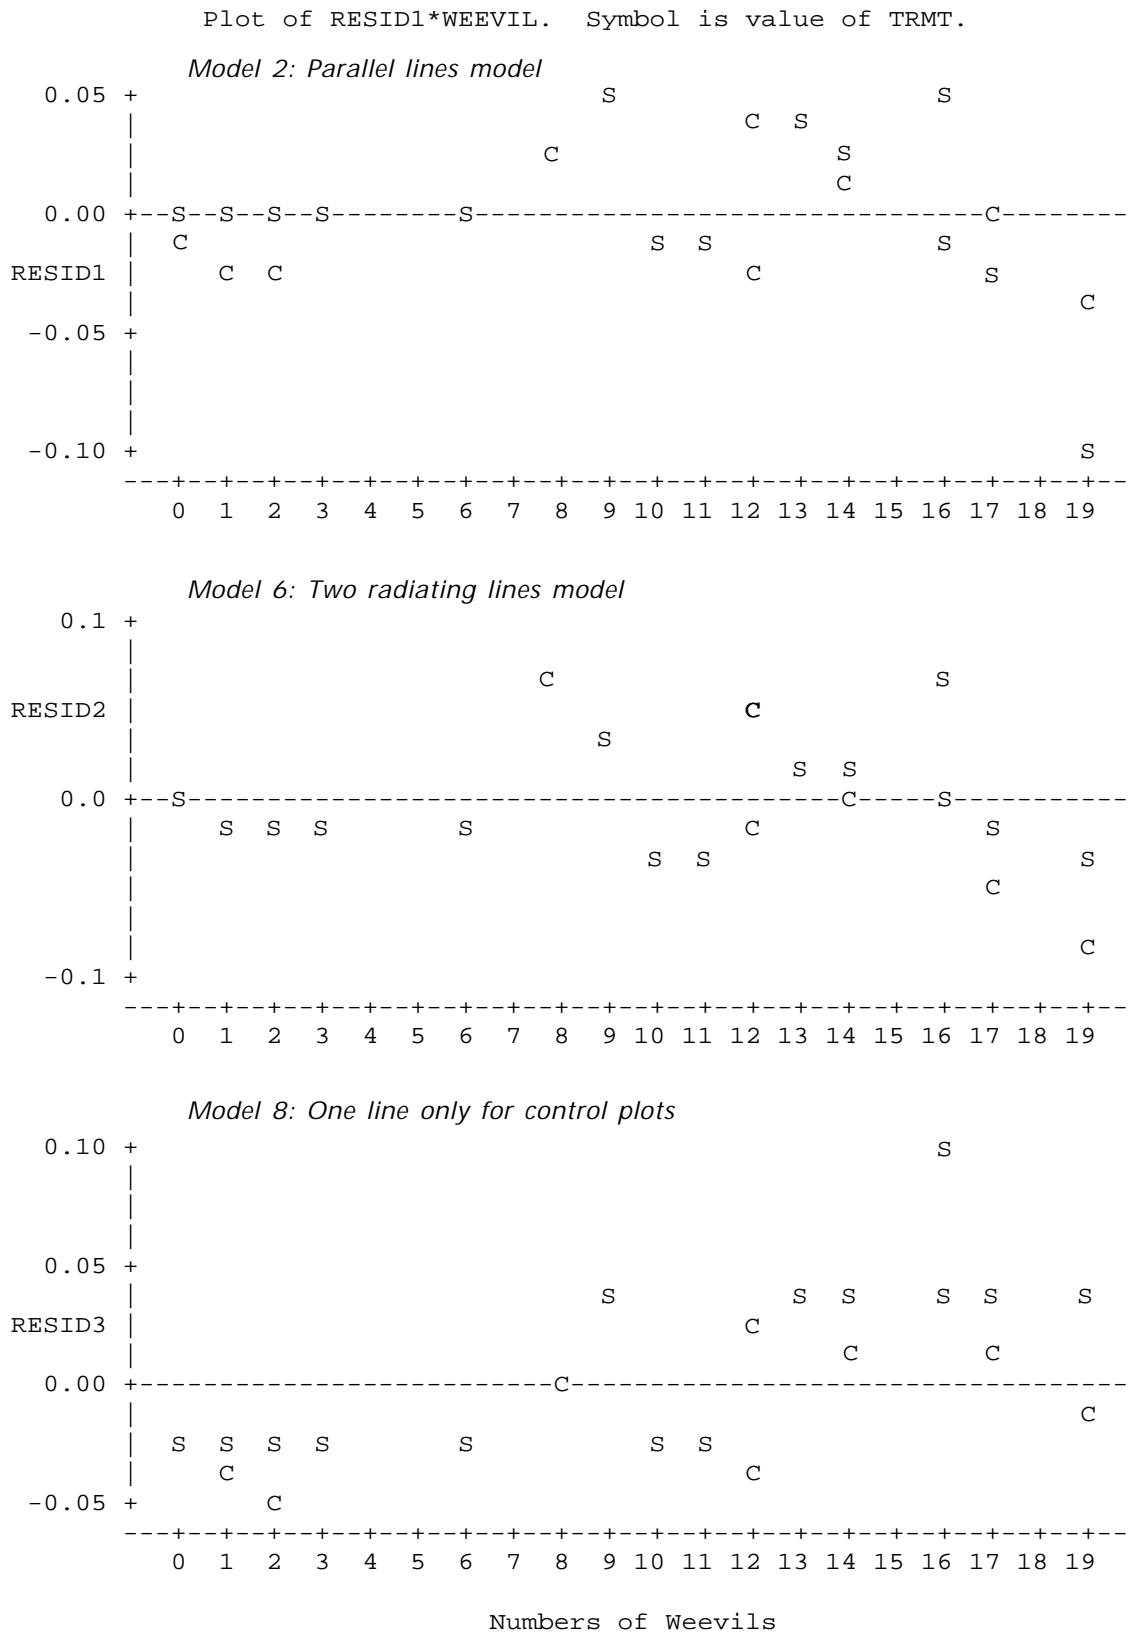 Plot of RESID1*WEEVIL.  Symbol is value of TRMT.
Model 2: Parallel lines model
0.05 + S S
| C S
| C S
| C
0.00 +--S--S--S--S--------S---------------------------------C--------
| C S S S
RESID1 | C C C S
| C
-0.05 +
|
|
|
-0.10 + S
---+--+--+--+--+--+--+--+--+--+--+--+--+--+--+--+--+--+--+--+--
0 1 2 3 4 5 6 7 8 9 10 11 12 13 14 15 16 17 18 19
Model 6: Two radiating lines model
0.1 +
|
| C S
RESID2 | C
| S
| S S
0.0 +--S------------------------------------------C-----S-----------
| S S S S C S
| S S S
| C
|
| C
-0.1 +
---+--+--+--+--+--+--+--+--+--+--+--+--+--+--+--+--+--+--+--+--
0 1 2 3 4 5 6 7 8 9 10 11 12 13 14 15 16 17 18 19
Model 8: One line only for control plots
0.10 + S
|
|
|
0.05 +
| S S S S S S
RESID3 | C
| C C
0.00 +--------------------------C-----------------------------------
| C
| S S S S S S S
| C C
-0.05 + C
---+--+--+--+--+--+--+--+--+--+--+--+--+--+--+--+--+--+--+--+--
0 1 2 3 4 5 6 7 8 9 10 11 12 13 14 15 16 17 18 19
Numbers of Weevils